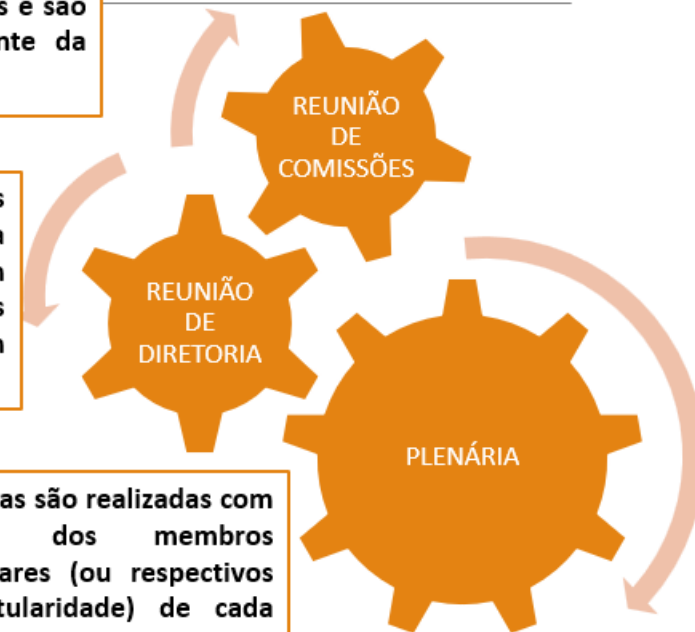 s e são
nte da
REUNIÃO
DE
COMISSÕES
s
a
n
s
n
REUNIÃO
DE
DIRETORIA
PLENÁRIA
as são realizadas com
dos membros
ares (ou respectivos
tularidade) de cada